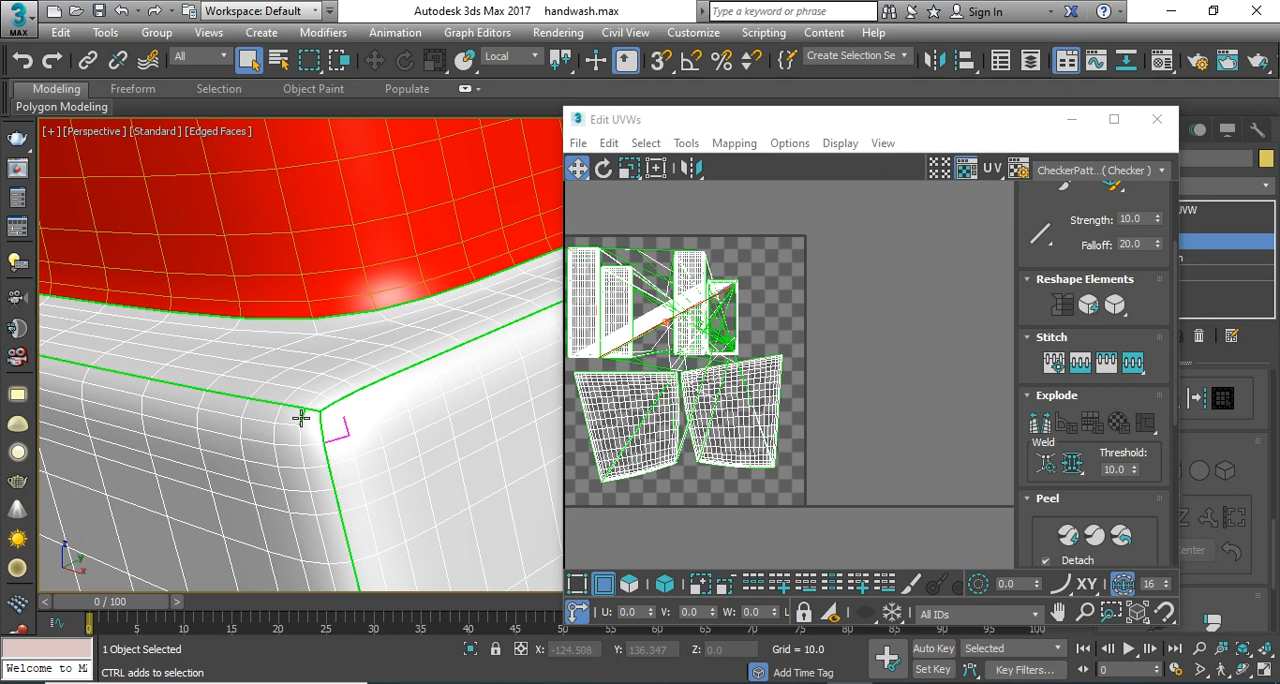 Workspace: Default
Autodesk 3ds Max 2017 handwash.max
Type a keyword or phrase
Sign In
3
MAX
Edit Tools Group Views Create Modifiers Animation Graph Editors Rendering Civil View Customize Scripting Content Help
All
Local
Create Selection Se
Modeling Freeform Selection Object Paint Populate
Polygon Modeling
[+] [Perspective] [Standard] [Edged Faces]
3 Edit UVWs
File Edit Select Tools Mapping Options Display View
UV
CheckerPatt...( Checker )
Strength: 10.0
Falloff: 20.0
Reshape Elements
Stitch
Explode
Weld
Threshold:
10.0
Peel
Detach
UVW
enter
z
y
x
0.0
XY
16
U: 0.0 V: 0.0 W: 0.0 L
All IDs
< 0 / 100 >
0 5 10 15 20 25 30 35 40 45 50 55 60 65 70 75 80 85 90 95 100
1 Object Selected
X: -124.508 Y: 136.347 Z: 0.0 Grid = 10.0
Auto Key Selected
Welcome to M
CTRL adds to selection
Add Time Tag
Set Key Key Filters...
0